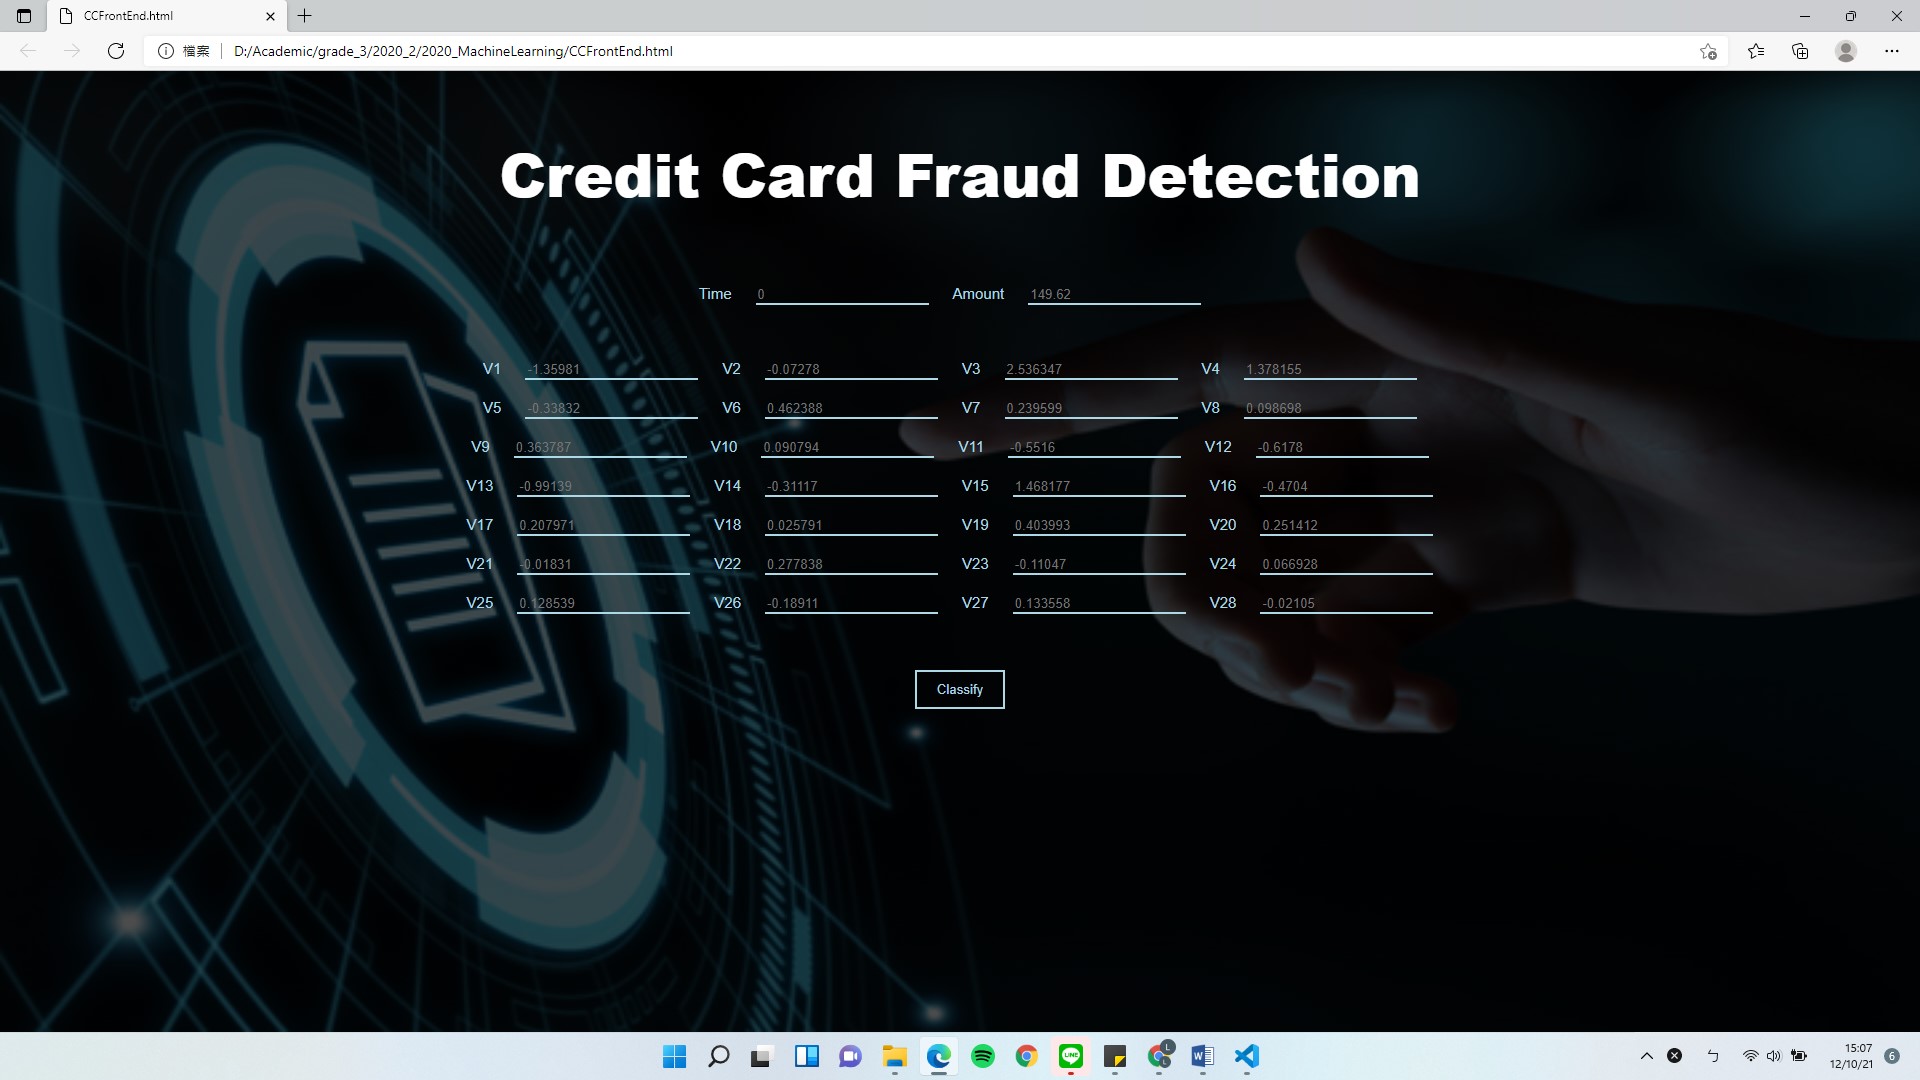 CCFrontEnd.html
檔案 D:/Academic/grade_3/2020_2/2020_MachineLearning/CCFrontEnd.html
Credit Card Fraud Detection
Time 0 Amount 149.62
V1 -1.35981 V2 -0.07278 V3 2.536347 V4 1.378155
V5 -0.33832 V6 0.462388 V7 0.239599 V8 0.098698
V9 0.363787 V10 0.090794 V11 -0.5516 V12 -0.6178
V13 -0.99139 V14 -0.31117 V15 1.468177 V16 -0.4704
V17 0.207971 V18 0.025791 V19 0.403993 V20 0.251412
V21 -0.01831 V22 0.277838 V23 -0.11047 V24 0.066928
V25 0.128539 V26 -0.18911 V27 0.133558 V28 -0.02105
Classify
LINE
L
L
W
ㄣ
15:07
12/10/21
6